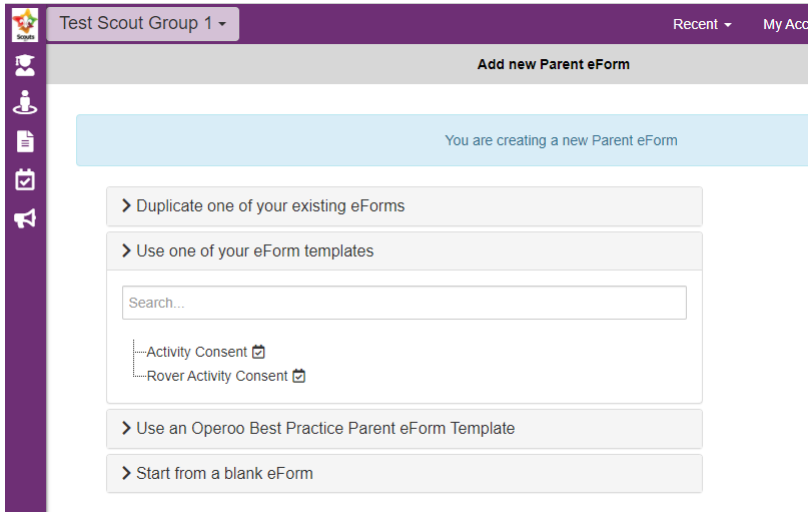 Scouts
Test Scout Group 1
Recent
My Acc
Add new Parent eForm
You are creating a new Parent eForm
Duplicate one of your existing eForms
Use one of your eForm templates
Search...
Activity Consent
Rover Activity Consent
Use an Operoo Best Practice Parent eForm Template
Start from a blank eForm